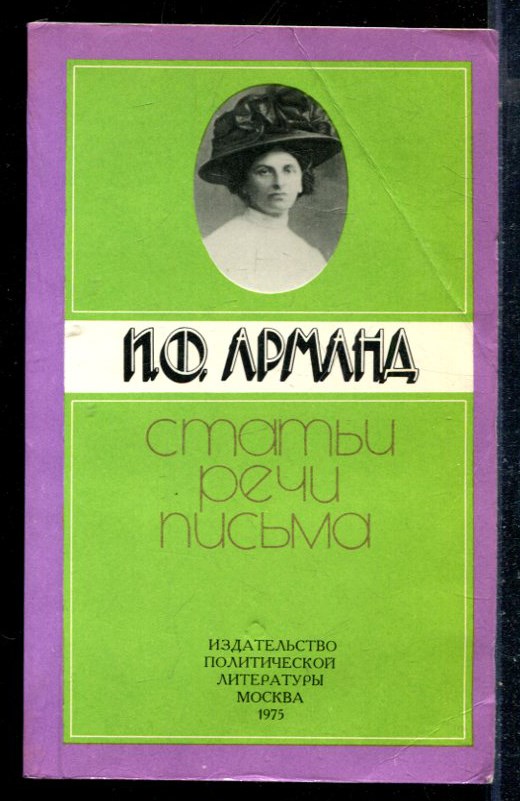 И.Ф. АРМАНД
статьи
речи
письма
ИЗДАТЕЛЬСТВО
ПОЛИТИЧЕСКОЙ
ЛИТЕРАТУРЫ
МОСКВА
1975